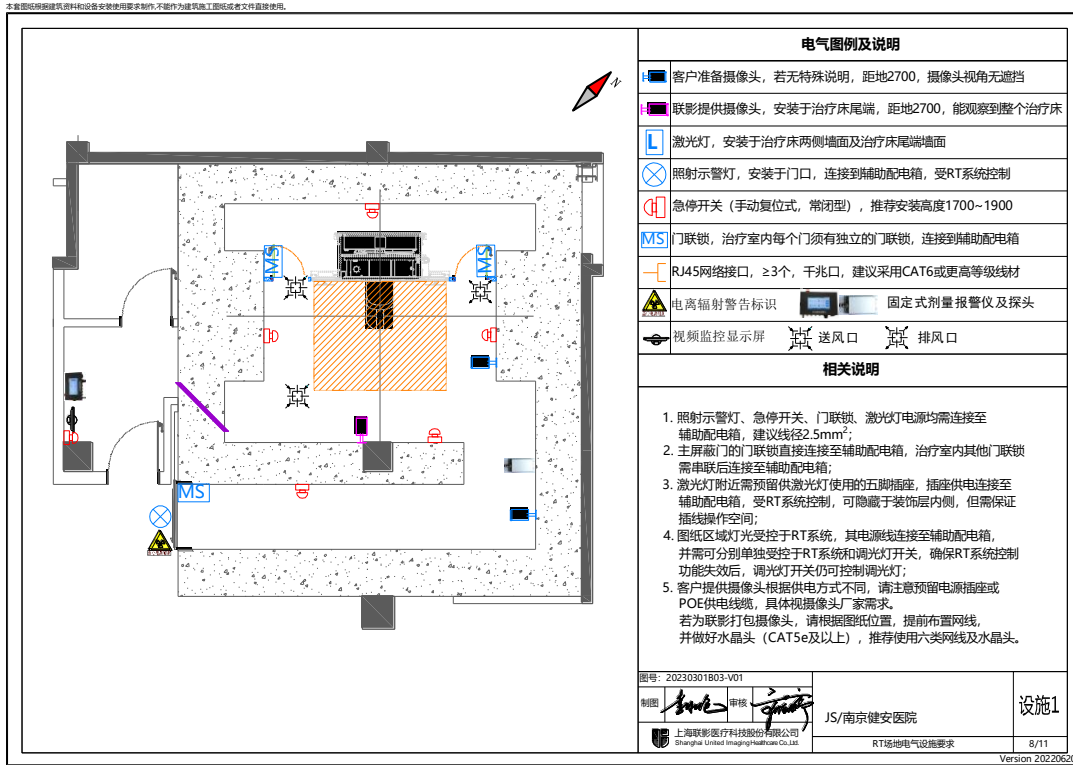 本套图纸根据建筑资料和设备安装使用要求制作,不能作为建筑施工图纸或者文件直接使用。
N
MS
MS
MS
电气图例及说明
客户准备摄像头，若无特殊说明，距地2700，摄像头视角无遮挡
联影提供摄像头，安装于治疗床尾端，距地2700，能观察到整个治疗床
L 激光灯，安装于治疗床两侧墙面及治疗床尾端墙面
照射示警灯，安装于门口，连接到辅助配电箱，受RT系统控制
急停开关（手动复位式，常闭型），推荐安装高度1700~1900
MS 门联锁，治疗室内每个门须有独立的门联锁，连接到辅助配电箱
RJ45网络接口，≥3个，千兆口，建议采用CAT6或更高等级线材
电离辐射警告标识 固定式剂量报警仪及探头
视频监控显示屏 送风口 排风口
相关说明
1. 照射示警灯、急停开关、门联锁、激光灯电源均需连接至
辅助配电箱，建议线径2.5mm²；
2. 主屏蔽门的门联锁直接连接至辅助配电箱，治疗室内其他门联锁
需串联后连接至辅助配电箱；
3. 激光灯附近需预留供激光灯使用的五脚插座，插座供电连接至
辅助配电箱，受RT系统控制，可隐藏于装饰层内侧，但需保证
插线操作空间；
4. 图纸区域灯光受控于RT系统，其电源线连接至辅助配电箱，
并需可分别单独受控于RT系统和调光灯开关，确保RT系统控制
功能失效后，调光灯开关仍可控制调光灯；
5. 客户提供摄像头根据供电方式不同，请注意预留电源插座或
POE供电线缆，具体视摄像头厂家需求。
若为联影打包摄像头，请根据图纸位置，提前布置网线，
并做好水晶头（CAT5e及以上），推荐使用六类网线及水晶头。
图号: 20230301B03-V01
制图 审核
JS/南京健安医院
设施1
上海联影医疗科技股份有限公司
Shanghai United Imaging Healthcare Co.,Ltd.
RT场地电气设施要求
8/11
Version 20220620